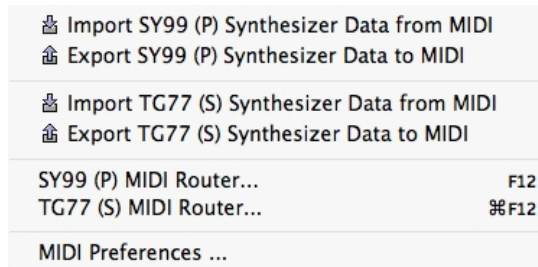 Import SY99 (P) Synthesizer Data from MIDI
Export SY99 (P) Synthesizer Data to MIDI
Import TG77 (S) Synthesizer Data from MIDI
Export TG77 (S) Synthesizer Data to MIDI
SY99 (P) MIDI Router... F12
TG77 (S) MIDI Router... ⌘F12
MIDI Preferences ...